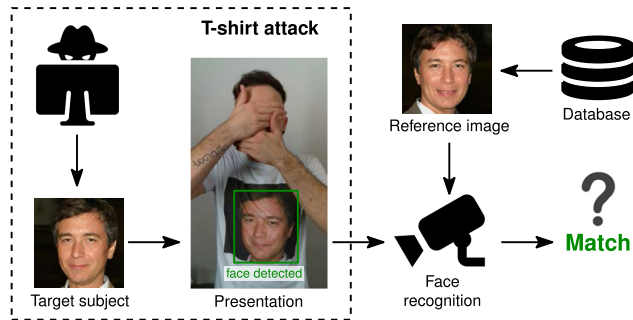 T-shirt attack
Reference image
Database
face detected
Match
Target subject
Presentation
Face
recognition
?